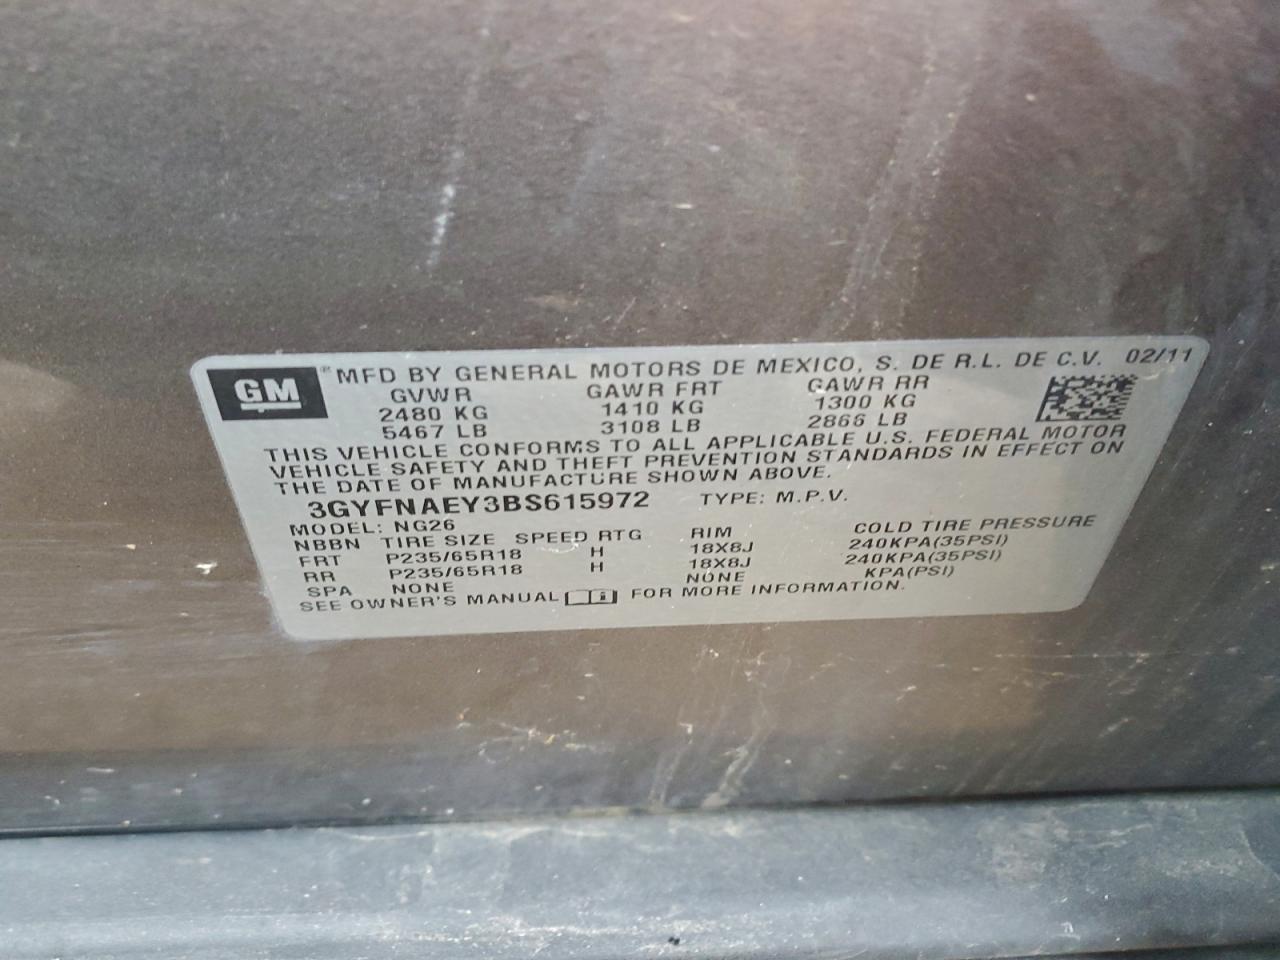 GM
® MFD BY GENERAL MOTORS DE MEXICO, S. DE R.L. DE C.V. 02/11
GVWR GAWR FRT GAWR RR
2480 KG 1410 KG 1300 KG
5467 LB 3108 LB 2866 LB
THIS VEHICLE CONFORMS TO ALL APPLICABLE U.S. FEDERAL MOTOR
VEHICLE SAFETY AND THEFT PREVENTION STANDARDS IN EFFECT ON
THE DATE OF MANUFACTURE SHOWN ABOVE.
3GYFNAEY3BS615972 TYPE: M.P.V.
MODEL: NG26
NBBN TIRE SIZE SPEED RTG RIM COLD TIRE PRESSURE
FRT P235/65R18 H 18X8J 240KPA(35PSI)
RR P235/65R18 H 18X8J 240KPA(35PSI)
SPA NONE NONE KPA(PSI)
SEE OWNER'S MANUAL FOR MORE INFORMATION.